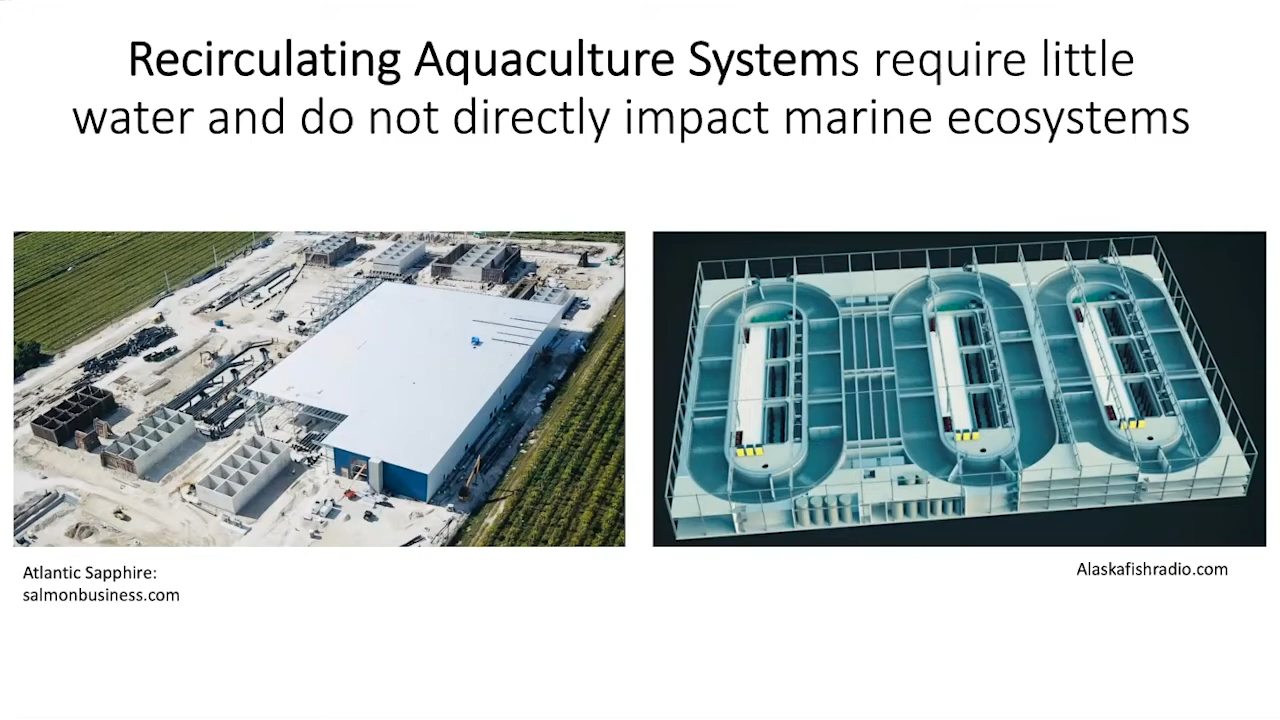 Recirculating Aquaculture Systems require little
water and do not directly impact marine ecosystems
Atlantic Sapphire:
salmonbusiness.com
Alaskafishradio.com